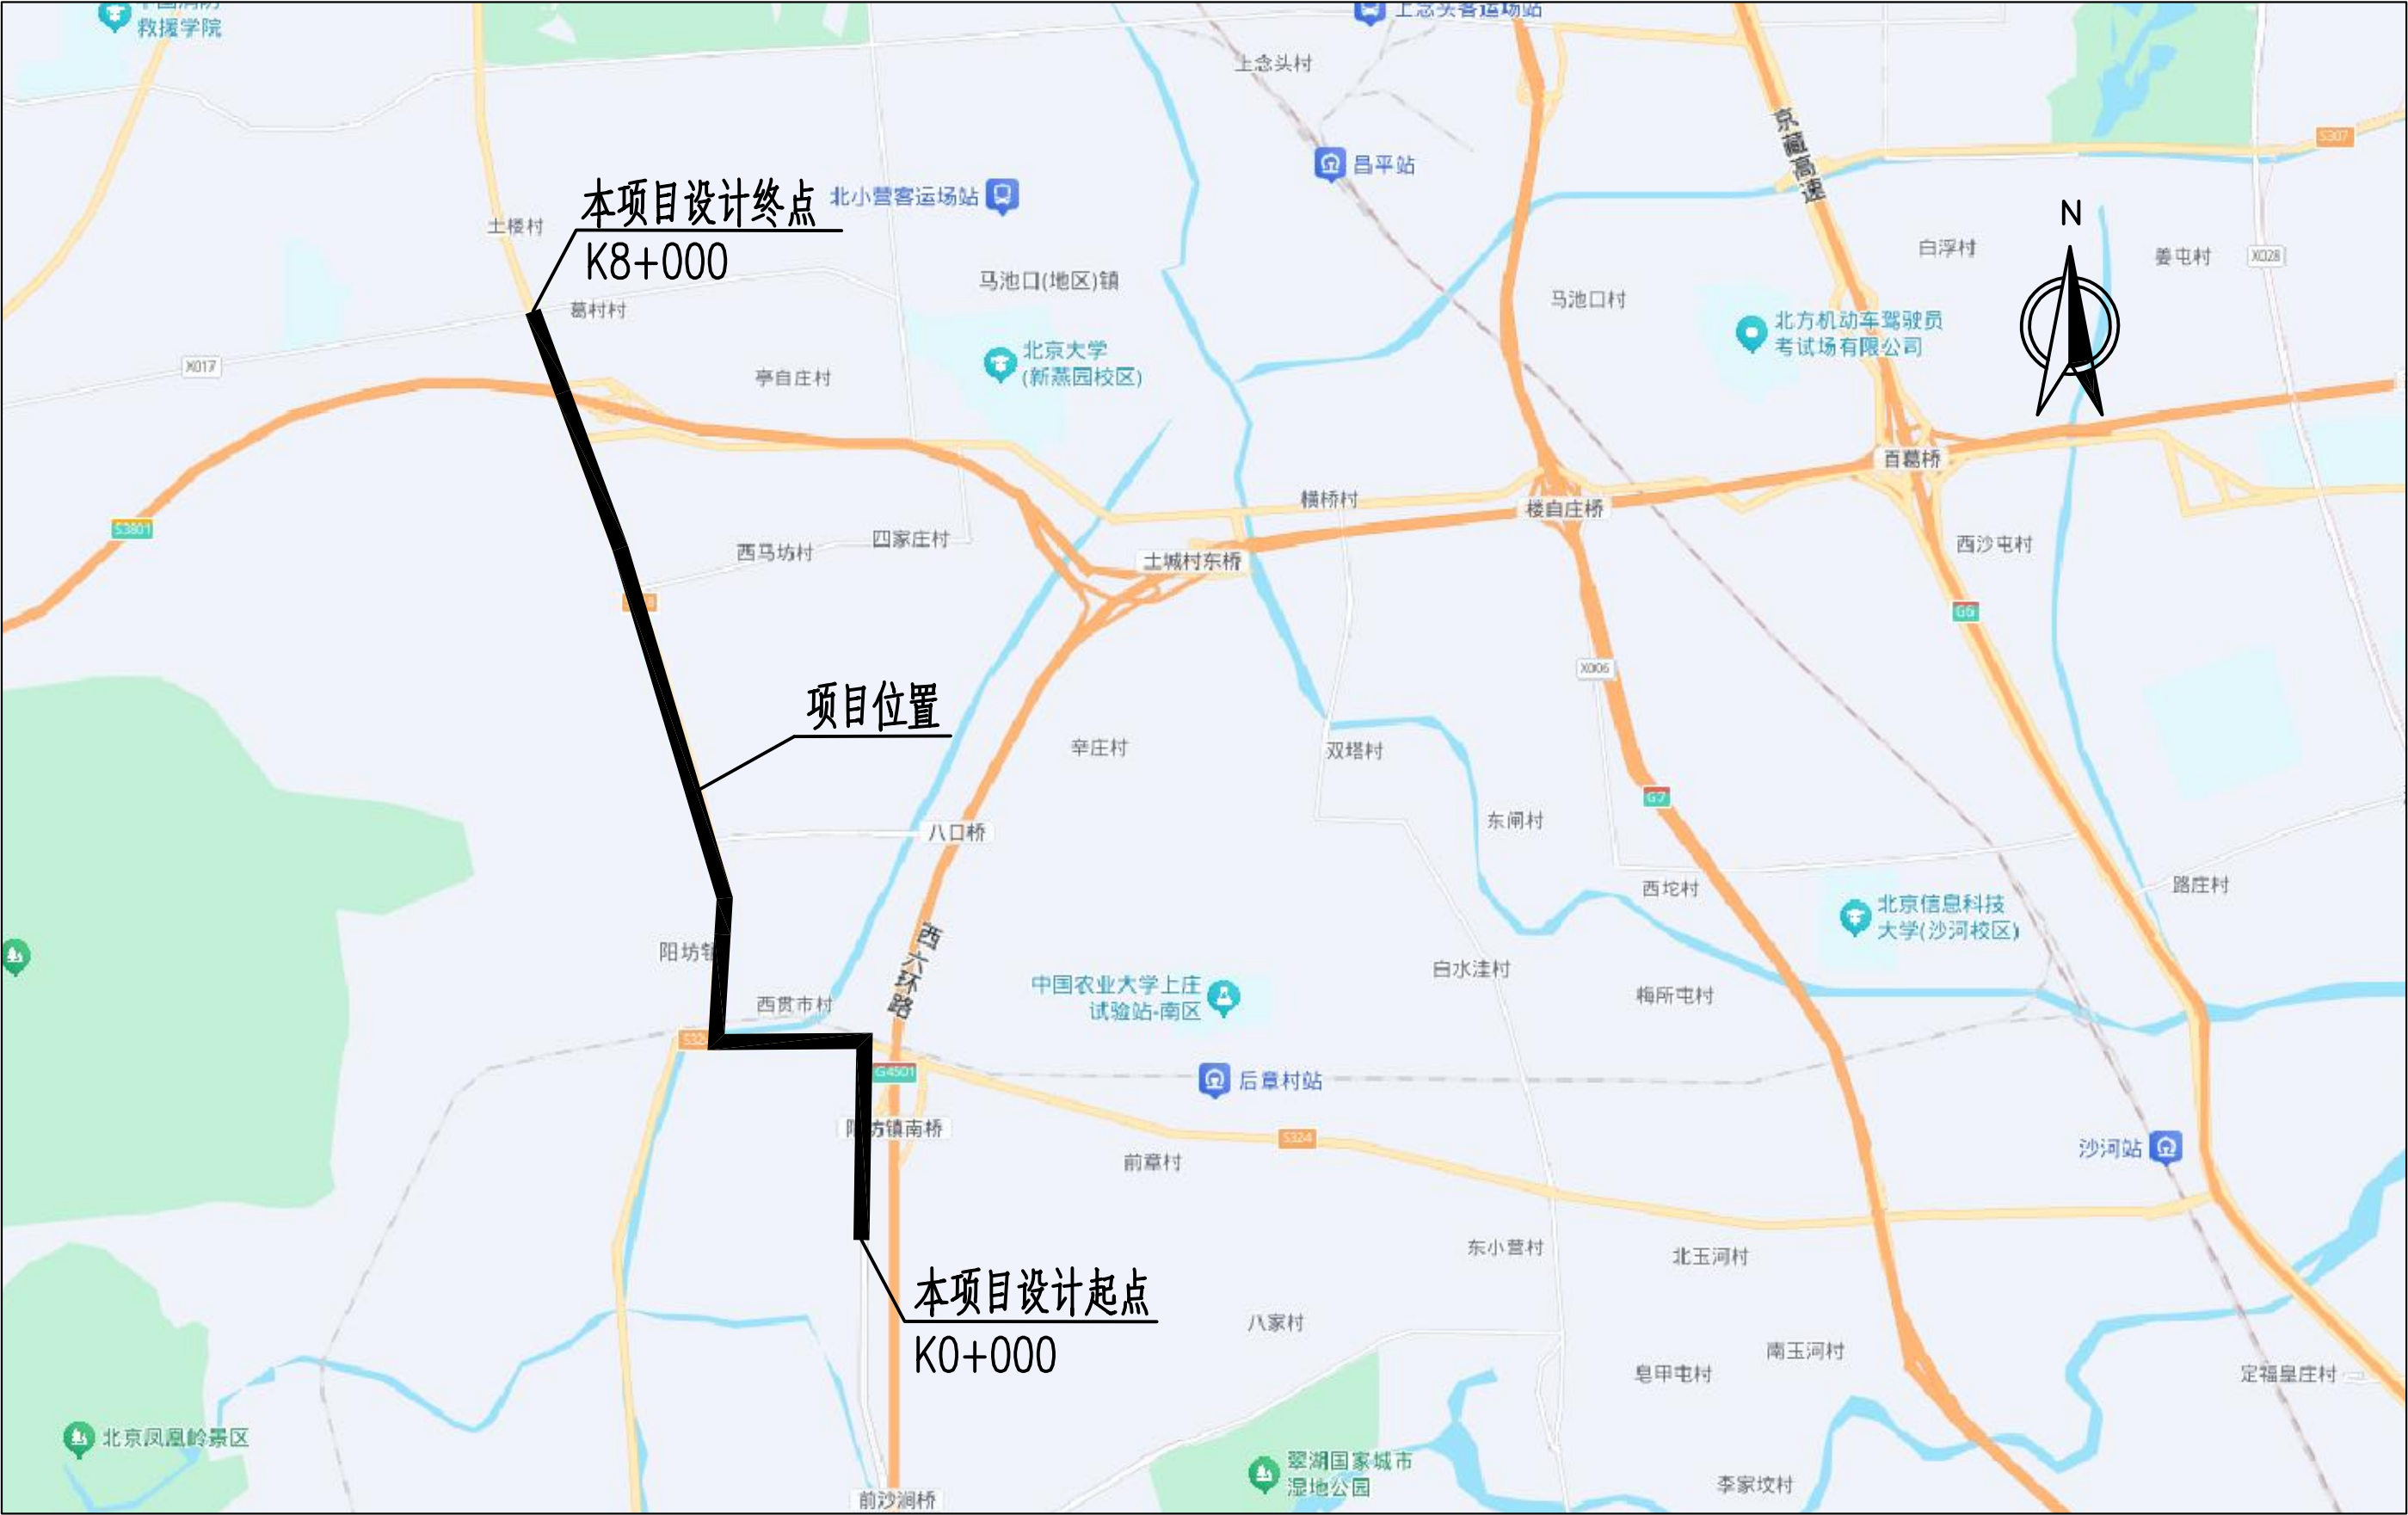 救援学院
上念头客运场站
上念头村
京藏高速
S307
昌平站
本项目设计终点
K8+000
北小营客运场站
土楼村
N
白浮村
姜屯村
X028
马池口(地区)镇
马池口村
葛村村
北方机动车驾驶员
考试场有限公司
北京大学
(新燕园校区)
X017
亭自庄村
百葛桥
横桥村
楼自庄桥
S3801
四家庄村
西马坊村
土城村东桥
西沙屯村
G6
X006
项目位置
辛庄村
双塔村
G7
东闸村
八口桥
西坨村
路庄村
北京信息科技
大学(沙河校区)
西六环路
阳坊镇
白水洼村
中国农业大学上庄
试验站-南区
梅所屯村
西贯市村
G4501
后章村站
阳坊镇南桥
S324
沙河站
前章村
东小营村
北玉河村
本项目设计起点
K0+000
八家村
南玉河村
皂甲屯村
定福皇庄村
北京凤凰岭景区
翠湖国家城市
湿地公园
李家坟村
前沙涧桥